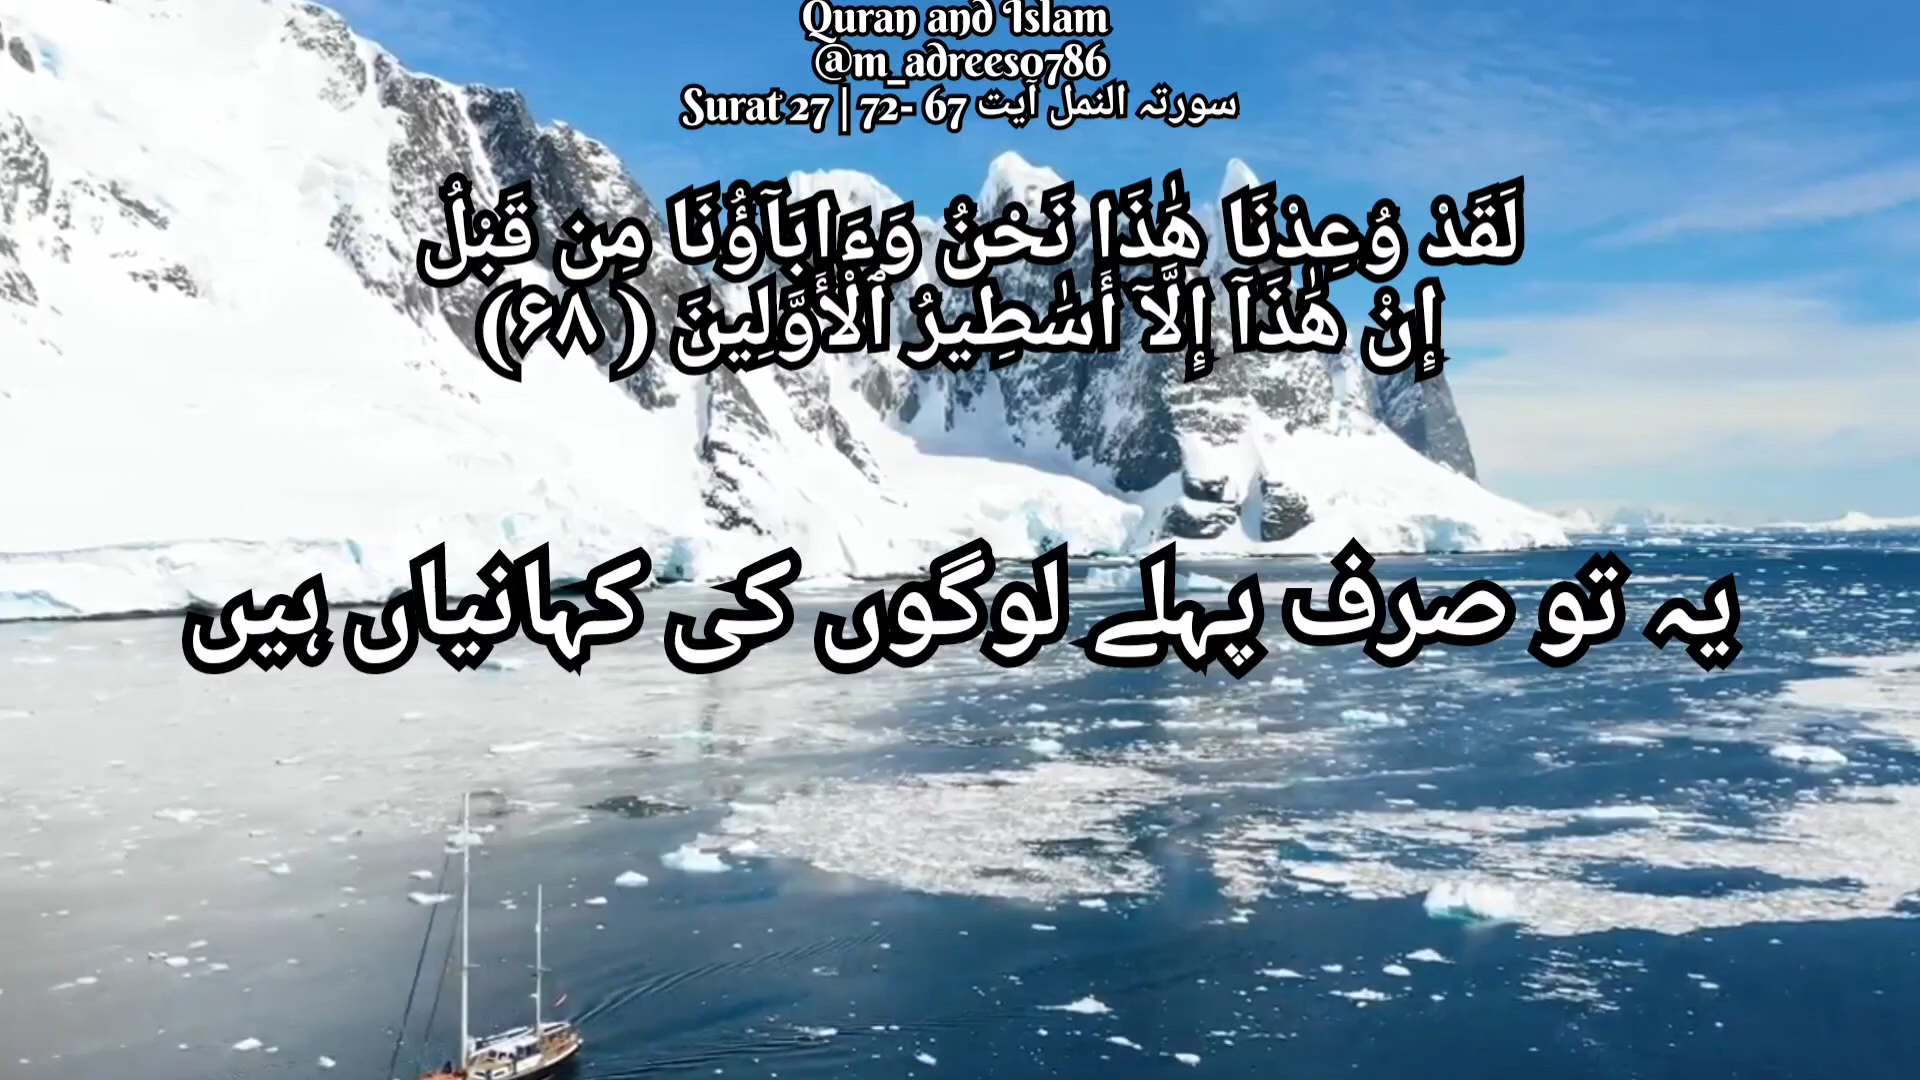 Quran and Islam
@m_adreeso786
Surat 27 | 72- 67 سورتہ النمل آیت
لَقَدْ وُعِدْنَا هَٰذَا نَحْنُ وَءَابَآؤُنَا مِن قَبْلُ
إِنْ هَٰذَآ إِلَّآ أَسَٰطِيرُ ٱلْأَوَّلِينَ (۶۸)
یہ تو صرف پہلے لوگوں کی کہانیاں ہیں